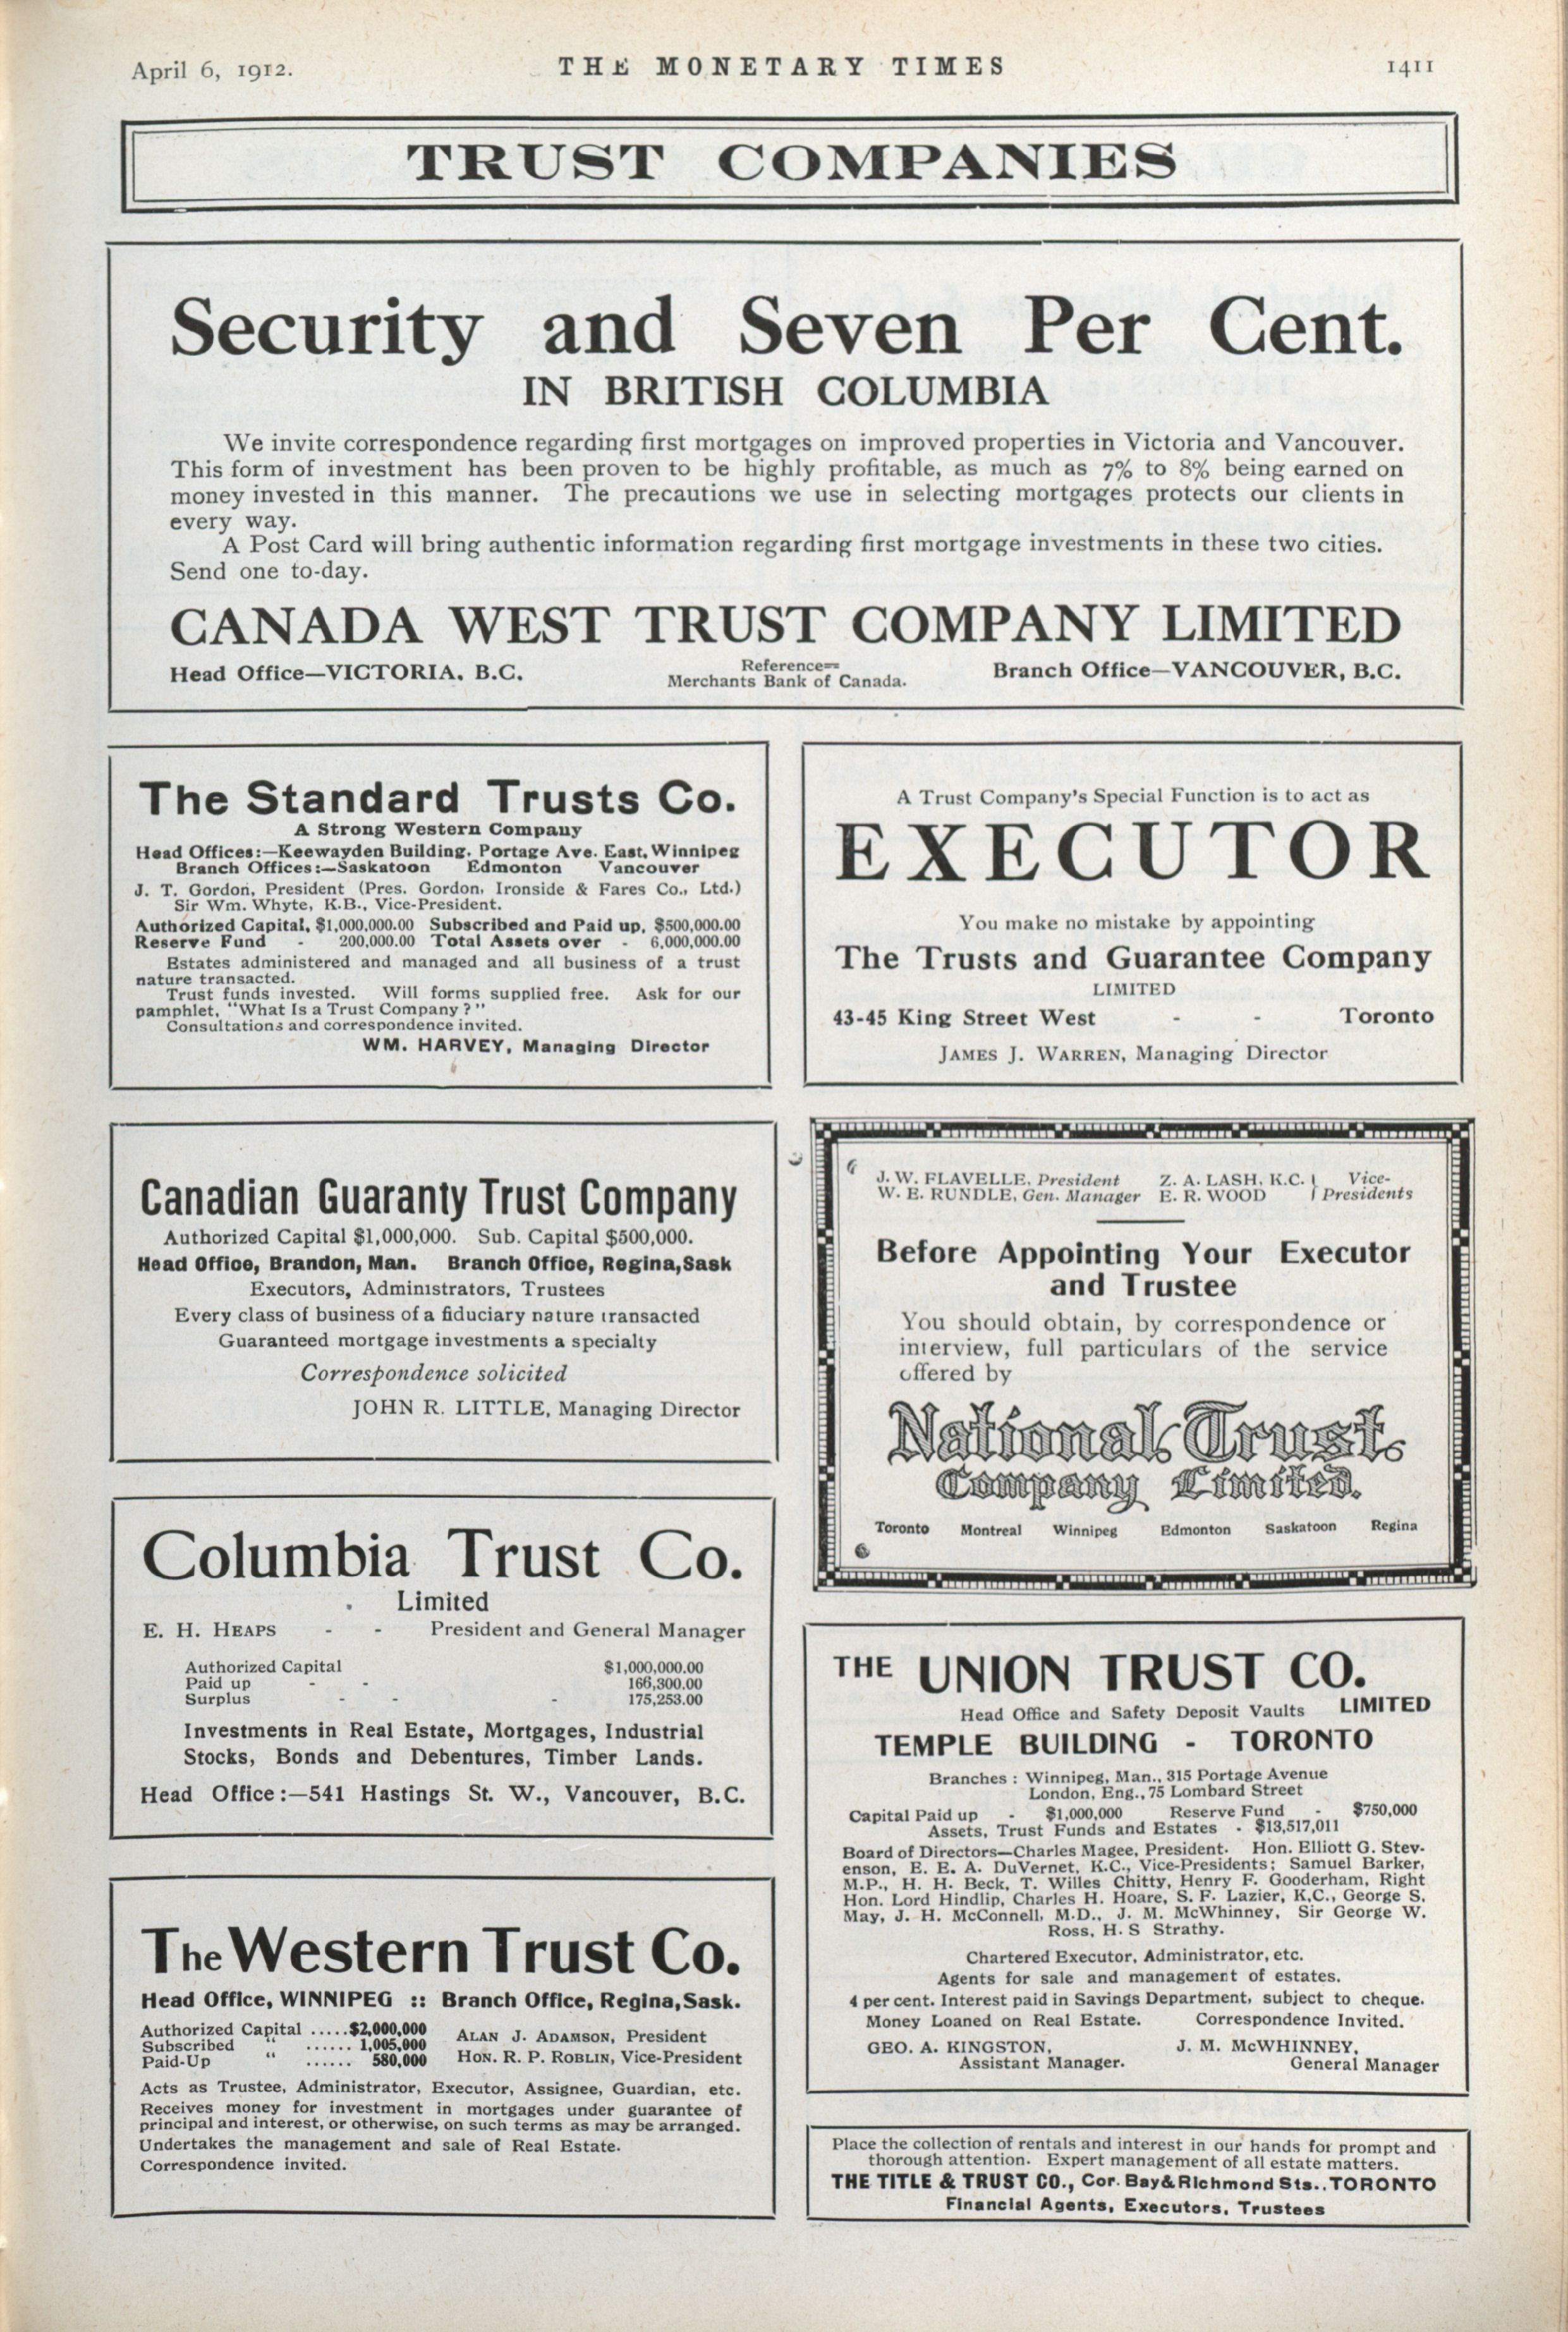 April 6, 1912.
THE MONETARY TIMES
1411
TRUST COMPANIES
Security and Seven Per Cent.
IN BRITISH COLUMBIA
We invite correspondence regarding first mortgages on improved properties in Victoria and Vancouver.
This form of investment has been proven to be highly profitable, as much as 7% to 8% being earned on
money invested in this manner. The precautions we use in selecting mortgages protects our clients in
every way.
A Post Card will bring authentic information regarding first mortgage investments in these two cities.
Send one to-day.
CANADA WEST TRUST COMPANY LIMITED
Head Office—VICTORIA. B.C.
Reference—
Merchants Bank of Canada.
Branch Office—VANCOUVER, B.C.
The Standard Trusts Co.
A Strong Western Company
Head Offices:—Keewayden Building, Portage Ave. East, Winnipeg
Branch Offices:—Saskatoon Edmonton Vancouver
J. T. Gordon, President (Pres. Gordon, Ironside & Fares Co., Ltd.)
Sir Wm. Whyte, K.B., Vice-President.
Authorized Capital, $1,000,000.00 Subscribed and Paid up, $500,000.00
Reserve Fund - 200,000.00 Total Assets over - 6,000,000.00
Estates administered and managed and all business of a trust
nature transacted.
Trust funds invested. Will forms supplied free. Ask for our
pamphlet, "What Is a Trust Company?"
Consultations and correspondence invited.
WM. HARVEY, Managing Director
A Trust Company's Special Function is to act as
EXECUTOR
You make no mistake by appointing
The Trusts and Guarantee Company
LIMITED
43-45 King Street West - - Toronto
JAMES J. WARREN, Managing Director
Canadian Guaranty Trust Company
Authorized Capital $1,000,000. Sub. Capital $500,000.
Head Office, Brandon, Man. Branch Office, Regina, Sask
Executors, Administrators, Trustees
Every class of business of a fiduciary nature transacted
Guaranteed mortgage investments a specialty
Correspondence solicited
JOHN R. LITTLE, Managing Director
J. W. FLAVELLE, President Z. A. LASH, K.C. } Vice-
W. E. RUNDLE, Gen. Manager E. R. WOOD } Presidents
Before Appointing Your Executor
and Trustee
You should obtain, by correspondence or
interview, full particulars of the service
offered by
National Trust
Company Limited.
Toronto Montreal Winnipeg Edmonton Saskatoon Regina
Columbia Trust Co.
Limited
E. H. HEAPS - - President and General Manager
Authorized Capital $1,000,000.00
Paid up - - 166,300.00
Surplus - - - 175,253.00
Investments in Real Estate, Mortgages, Industrial
Stocks, Bonds and Debentures, Timber Lands.
Head Office:—541 Hastings St. W., Vancouver, B.C.
THE UNION TRUST CO.
LIMITED
Head Office and Safety Deposit Vaults
TEMPLE BUILDING - TORONTO
Branches: Winnipeg, Man., 315 Portage Avenue
London, Eng., 75 Lombard Street
Capital Paid up - $1,000,000 Reserve Fund - $750,000
Assets, Trust Funds and Estates - $13,517,011
Board of Directors—Charles Magee, President. Hon. Elliott G. Stev-
enson, E. E. A. DuVernet, K.C., Vice-Presidents; Samuel Barker,
M.P., H. H. Beck, T. Willes Chitty, Henry F. Gooderham, Right
Hon. Lord Hindlip, Charles H. Hoare, S. F. Lazier, K.C., George S.
May, J. H. McConnell, M.D., J. M. McWhinney, Sir George W.
Ross, H. S Strathy.
Chartered Executor, Administrator, etc.
Agents for sale and management of estates.
4 per cent. Interest paid in Savings Department, subject to cheque.
Money Loaned on Real Estate. Correspondence Invited.
GEO. A. KINGSTON, J. M. McWHINNEY,
Assistant Manager. General Manager
The Western Trust Co.
Head Office, WINNIPEG :: Branch Office, Regina, Sask.
Authorized Capital .....$2,000,000
Subscribed " ...... 1,005,000
Paid-Up " ...... 580,000
ALAN J. ADAMSON, President
HON. R. P. ROBLIN, Vice-President
Acts as Trustee, Administrator, Executor, Assignee, Guardian, etc.
Receives money for investment in mortgages under guarantee of
principal and interest, or otherwise, on such terms as may be arranged.
Undertakes the management and sale of Real Estate.
Correspondence invited.
Place the collection of rentals and interest in our hands for prompt and
thorough attention. Expert management of all estate matters.
THE TITLE & TRUST CO., Cor. Bay & Richmond Sts., TORONTO
Financial Agents, Executors, Trustees